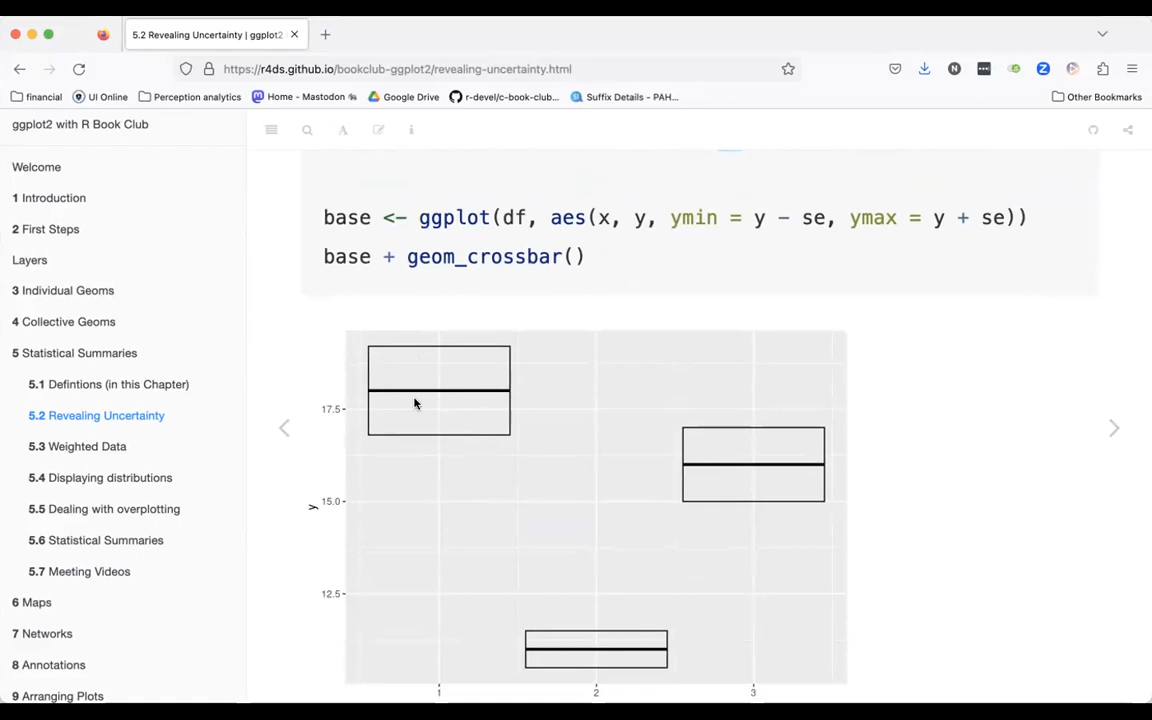 5.2 Revealing Uncertainty | ggplot2
https://r4ds.github.io/bookclub-ggplot2/revealing-uncertainty.html
financial
UI Online
Perception analytics
Home - Mastodon
Google Drive
r-devel/c-book-club...
Suffix Details - PAH...
Other Bookmarks
ggplot2 with R Book Club
Welcome
1 Introduction
2 First Steps
Layers
3 Individual Geoms
4 Collective Geoms
5 Statistical Summaries
5.1 Defintions (in this Chapter)
5.2 Revealing Uncertainty
5.3 Weighted Data
5.4 Displaying distributions
5.5 Dealing with overplotting
5.6 Statistical Summaries
5.7 Meeting Videos
6 Maps
7 Networks
8 Annotations
9 Arranging Plots
base <- ggplot(df, aes(x, y, ymin = y - se, ymax = y + se))
base + geom_crossbar()
17.5
15.0
y
12.5
1 2 3